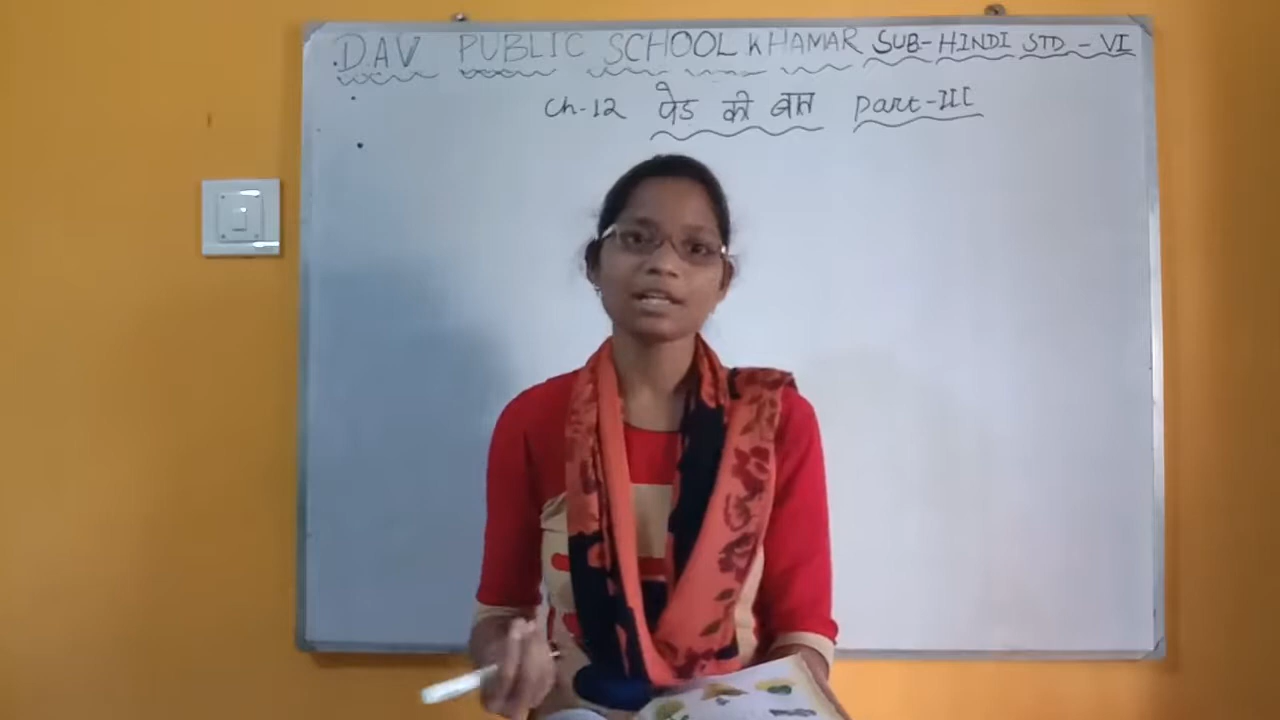 DAV PUBLIC SCHOOL KHAMAR SUB-HINDI STD-VI
Ch-12 पेड की बात Part-III